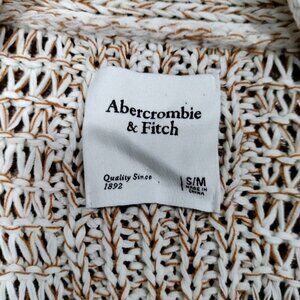 Abercrombie
& Fitch
Quality Since
1892
S/M
MADE IN
CHINA